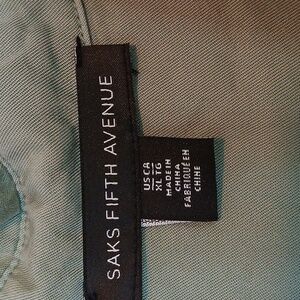 SAKS FIFTH AVENUE
US CA
XL TG
MADE IN
CHINA
FABRIQUÉ EN
CHINE